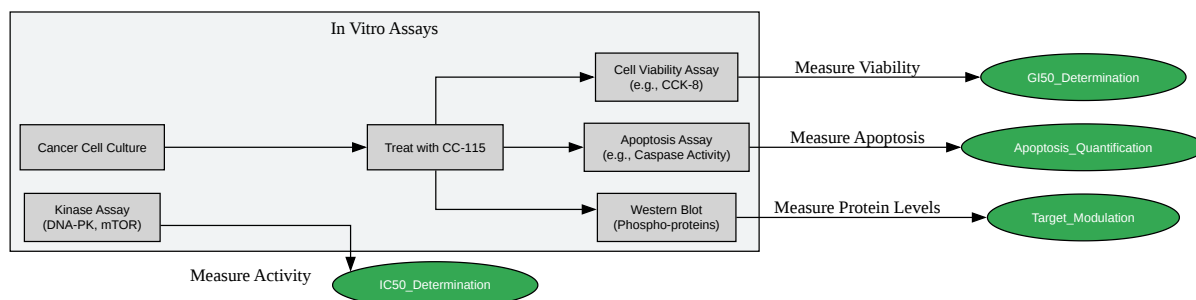 In Vitro Assays
Cell Viability Assay
(e.g., CCK-8)
Measure Viability
GI50_Determination
Cancer Cell Culture
Treat with CC-115
Apoptosis Assay
(e.g., Caspase Activity)
Measure Apoptosis
Apoptosis_Quantification
Kinase Assay
(DNA-PK, mTOR)
Western Blot
(Phospho-proteins)
Measure Protein Levels
Target_Modulation
Measure Activity
IC50_Determination